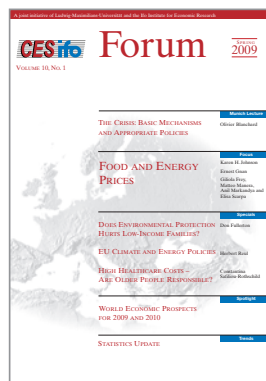 A joint initiative of Ludwig-Maximilians-Universität and the Ifo Institute for Economic Research
CESifo Forum
SPRING
2009
VOLUME 10, NO. 1
Munich Lecture
THE CRISIS: BASIC MECHANISMS
AND APPROPRIATE POLICIES
Olivier Blanchard
Focus
FOOD AND ENERGY
PRICES
Karen H. Johnson
Ernest Gnan
Giliola Frey,
Matteo Manera,
Anil Markandya and
Elisa Scarpa
Specials
DOES ENVIRONMENTAL PROTECTION
HURTS LOW-INCOME FAMILIES?
Don Fullerton
EU CLIMATE AND ENERGY POLICIES
Herbert Reul
HIGH HEALTHCARE COSTS –
ARE OLDER PEOPLE RESPONSIBLE?
Constantina
Safiliou-Rothschild
Spotlight
WORLD ECONOMIC PROSPECTS
FOR 2009 AND 2010
Trends
STATISTICS UPDATE